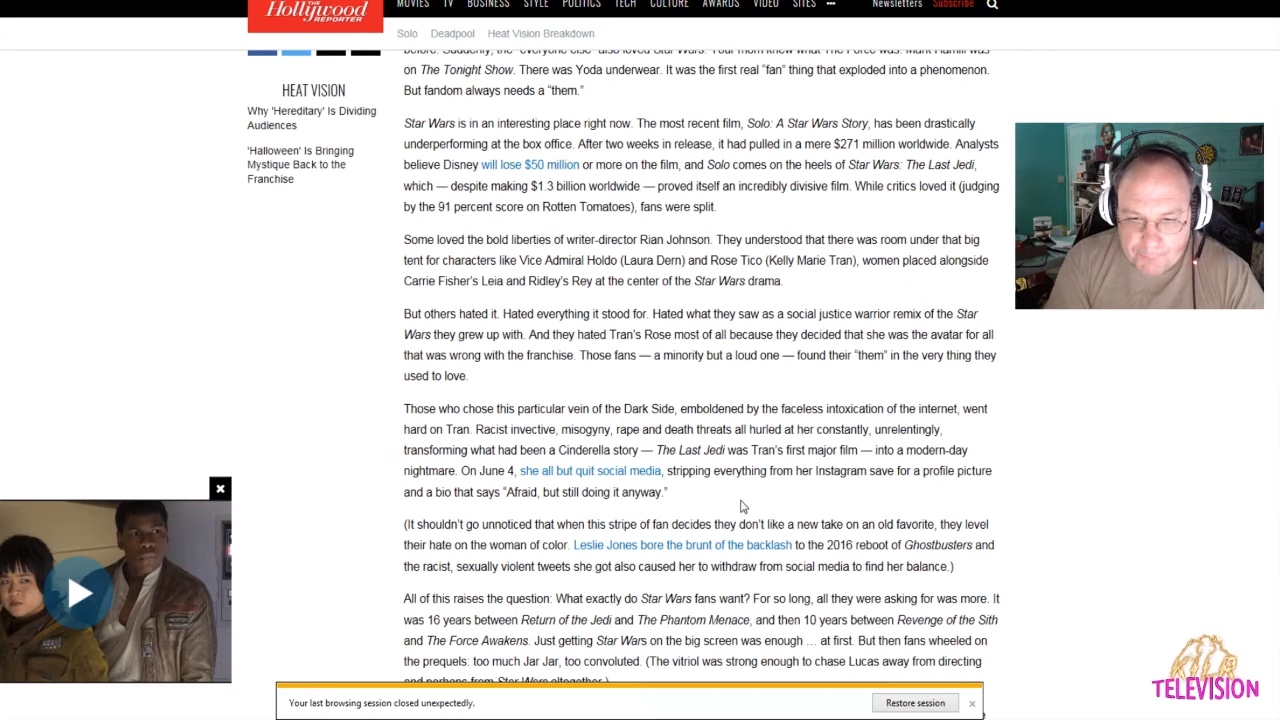 THE
Hollywood
REPORTER
MOVIES TV BUSINESS STYLE POLITICS TECH CULTURE AWARDS VIDEO SITES ••• Newsletters Subscribe
Solo Deadpool Heat Vision Breakdown
before. Suddenly, the “everyone else” also loved Star Wars. Your mom knew what The Force was. Mark Hamill was
on The Tonight Show. There was Yoda underwear. It was the first real “fan” thing that exploded into a phenomenon.
But fandom always needs a “them.”
HEAT VISION
Why 'Hereditary' Is Dividing
Audiences
'Halloween' Is Bringing
Mystique Back to the
Franchise
Star Wars is in an interesting place right now. The most recent film, Solo: A Star Wars Story, has been drastically
underperforming at the box office. After two weeks in release, it had pulled in a mere $271 million worldwide. Analysts
believe Disney will lose $50 million or more on the film, and Solo comes on the heels of Star Wars: The Last Jedi,
which — despite making $1.3 billion worldwide — proved itself an incredibly divisive film. While critics loved it (judging
by the 91 percent score on Rotten Tomatoes), fans were split.
Some loved the bold liberties of writer-director Rian Johnson. They understood that there was room under that big
tent for characters like Vice Admiral Holdo (Laura Dern) and Rose Tico (Kelly Marie Tran), women placed alongside
Carrie Fisher’s Leia and Ridley’s Rey at the center of the Star Wars drama.
But others hated it. Hated everything it stood for. Hated what they saw as a social justice warrior remix of the Star
Wars they grew up with. And they hated Tran’s Rose most of all because they decided that she was the avatar for all
that was wrong with the franchise. Those fans — a minority but a loud one — found their “them” in the very thing they
used to love.
Those who chose this particular vein of the Dark Side, emboldened by the faceless intoxication of the internet, went
hard on Tran. Racist invective, misogyny, rape and death threats all hurled at her constantly, unrelentingly,
transforming what had been a Cinderella story — The Last Jedi was Tran’s first major film — into a modern-day
nightmare. On June 4, she all but quit social media, stripping everything from her Instagram save for a profile picture
and a bio that says “Afraid, but still doing it anyway.”
(It shouldn’t go unnoticed that when this stripe of fan decides they don’t like a new take on an old favorite, they level
their hate on the woman of color. Leslie Jones bore the brunt of the backlash to the 2016 reboot of Ghostbusters and
the racist, sexually violent tweets she got also caused her to withdraw from social media to find her balance.)
All of this raises the question: What exactly do Star Wars fans want? For so long, all they were asking for was more. It
was 16 years between Return of the Jedi and The Phantom Menace, and then 10 years between Revenge of the Sith
and The Force Awakens. Just getting Star Wars on the big screen was enough … at first. But then fans wheeled on
the prequels: too much Jar Jar, too convoluted. (The vitriol was strong enough to chase Lucas away from directing
and perhaps from Star Wars altogether.)
Your last browsing session closed unexpectedly. Restore session
TELEVISION